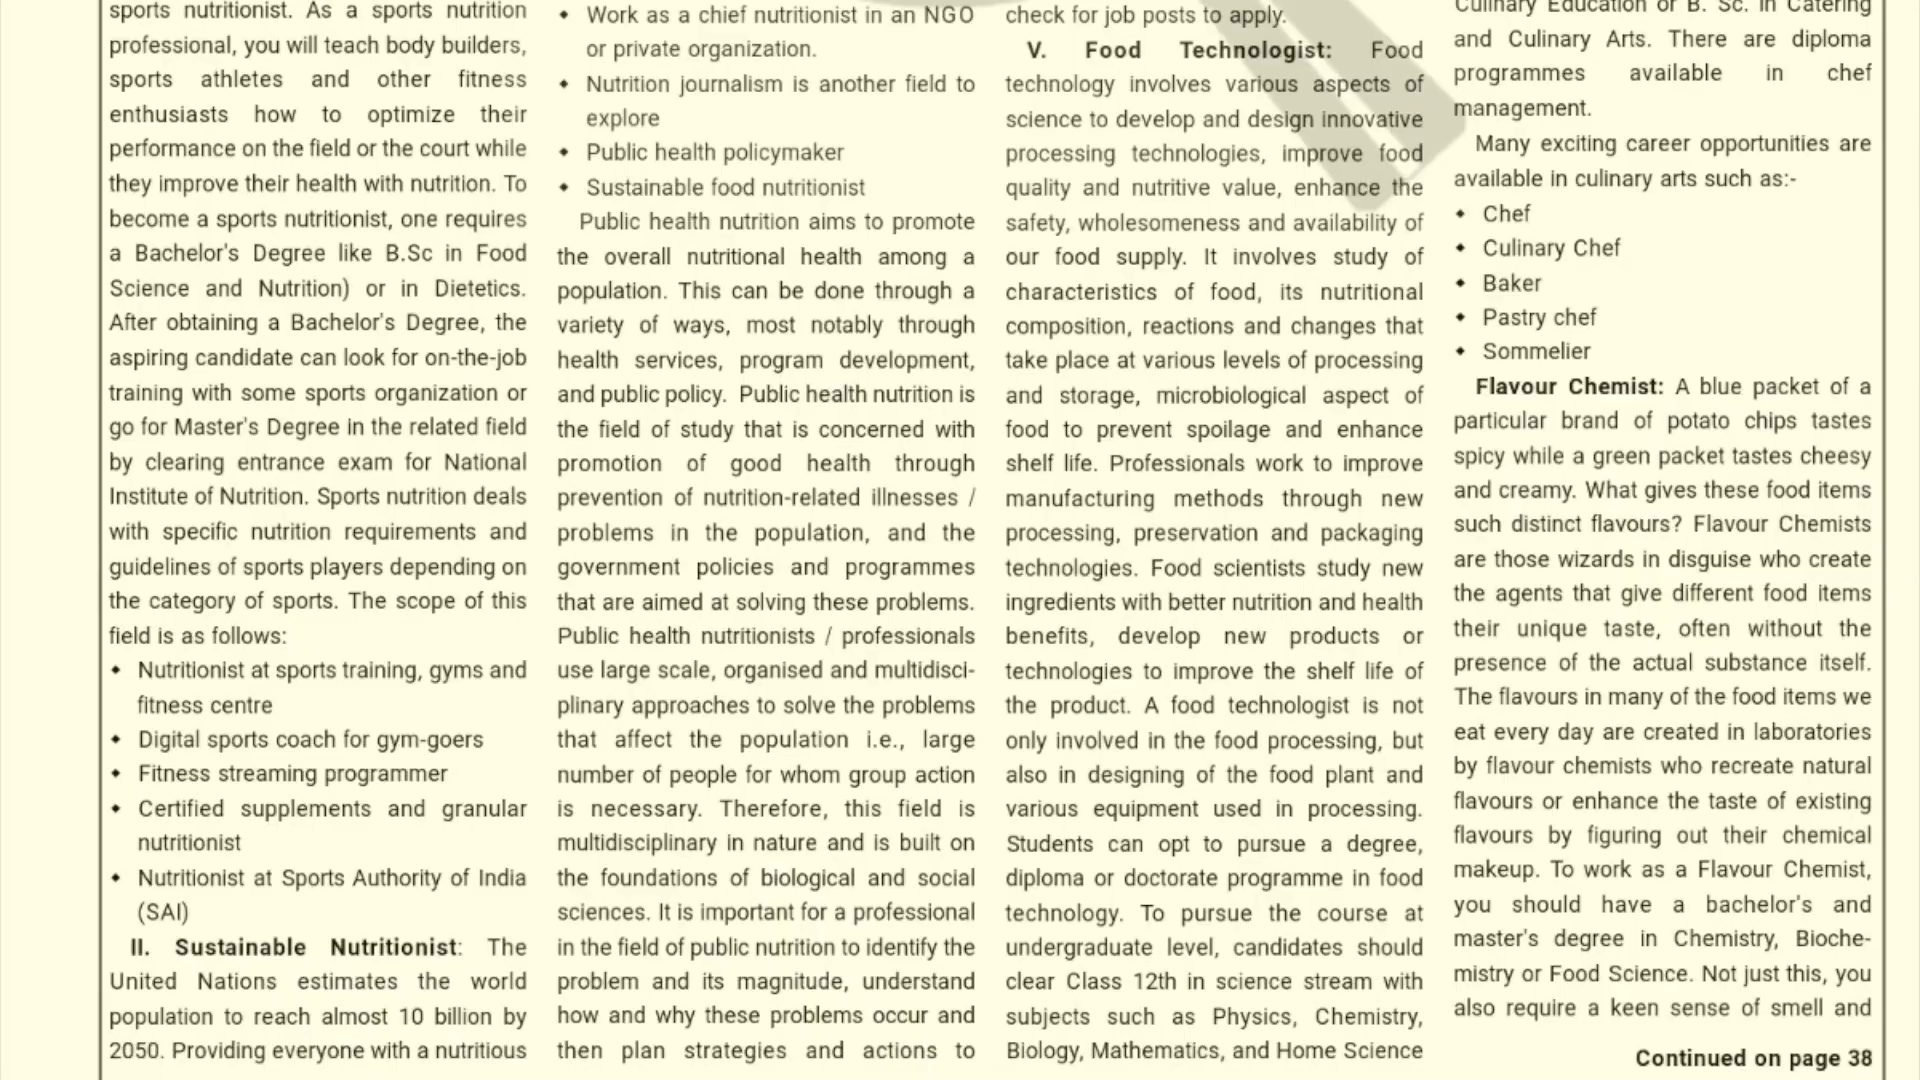 sports nutritionist. As a sports nutrition
professional, you will teach body builders,
sports athletes and other fitness
enthusiasts how to optimize their
performance on the field or the court while
they improve their health with nutrition. To
become a sports nutritionist, one requires
a Bachelor's Degree like B.Sc in Food
Science and Nutrition) or in Dietetics.
After obtaining a Bachelor's Degree, the
aspiring candidate can look for on-the-job
training with some sports organization or
go for Master's Degree in the related field
by clearing entrance exam for National
Institute of Nutrition. Sports nutrition deals
with specific nutrition requirements and
guidelines of sports players depending on
the category of sports. The scope of this
field is as follows:
• Nutritionist at sports training, gyms and
fitness centre
• Digital sports coach for gym-goers
• Fitness streaming programmer
• Certified supplements and granular
nutritionist
• Nutritionist at Sports Authority of India
(SAI)
II. Sustainable Nutritionist: The
United Nations estimates the world
population to reach almost 10 billion by
2050. Providing everyone with a nutritious
• Work as a chief nutritionist in an NGO
or private organization.
• Nutrition journalism is another field to
explore
• Public health policymaker
• Sustainable food nutritionist
Public health nutrition aims to promote
the overall nutritional health among a
population. This can be done through a
variety of ways, most notably through
health services, program development,
and public policy. Public health nutrition is
the field of study that is concerned with
promotion of good health through
prevention of nutrition-related illnesses /
problems in the population, and the
government policies and programmes
that are aimed at solving these problems.
Public health nutritionists / professionals
use large scale, organised and multidisci-
plinary approaches to solve the problems
that affect the population i.e., large
number of people for whom group action
is necessary. Therefore, this field is
multidisciplinary in nature and is built on
the foundations of biological and social
sciences. It is important for a professional
in the field of public nutrition to identify the
problem and its magnitude, understand
how and why these problems occur and
then plan strategies and actions to
check for job posts to apply.
V. Food Technologist: Food
technology involves various aspects of
science to develop and design innovative
processing technologies, improve food
quality and nutritive value, enhance the
safety, wholesomeness and availability of
our food supply. It involves study of
characteristics of food, its nutritional
composition, reactions and changes that
take place at various levels of processing
and storage, microbiological aspect of
food to prevent spoilage and enhance
shelf life. Professionals work to improve
manufacturing methods through new
processing, preservation and packaging
technologies. Food scientists study new
ingredients with better nutrition and health
benefits, develop new products or
technologies to improve the shelf life of
the product. A food technologist is not
only involved in the food processing, but
also in designing of the food plant and
various equipment used in processing.
Students can opt to pursue a degree,
diploma or doctorate programme in food
technology. To pursue the course at
undergraduate level, candidates should
clear Class 12th in science stream with
subjects such as Physics, Chemistry,
Biology, Mathematics, and Home Science
Culinary Education or B. Sc. in Catering
and Culinary Arts. There are diploma
programmes available in chef
management.
Many exciting career opportunities are
available in culinary arts such as:-
• Chef
• Culinary Chef
• Baker
• Pastry chef
• Sommelier
Flavour Chemist: A blue packet of a
particular brand of potato chips tastes
spicy while a green packet tastes cheesy
and creamy. What gives these food items
such distinct flavours? Flavour Chemists
are those wizards in disguise who create
the agents that give different food items
their unique taste, often without the
presence of the actual substance itself.
The flavours in many of the food items we
eat every day are created in laboratories
by flavour chemists who recreate natural
flavours or enhance the taste of existing
flavours by figuring out their chemical
makeup. To work as a Flavour Chemist,
you should have a bachelor's and
master's degree in Chemistry, Bioche-
mistry or Food Science. Not just this, you
also require a keen sense of smell and
Continued on page 38